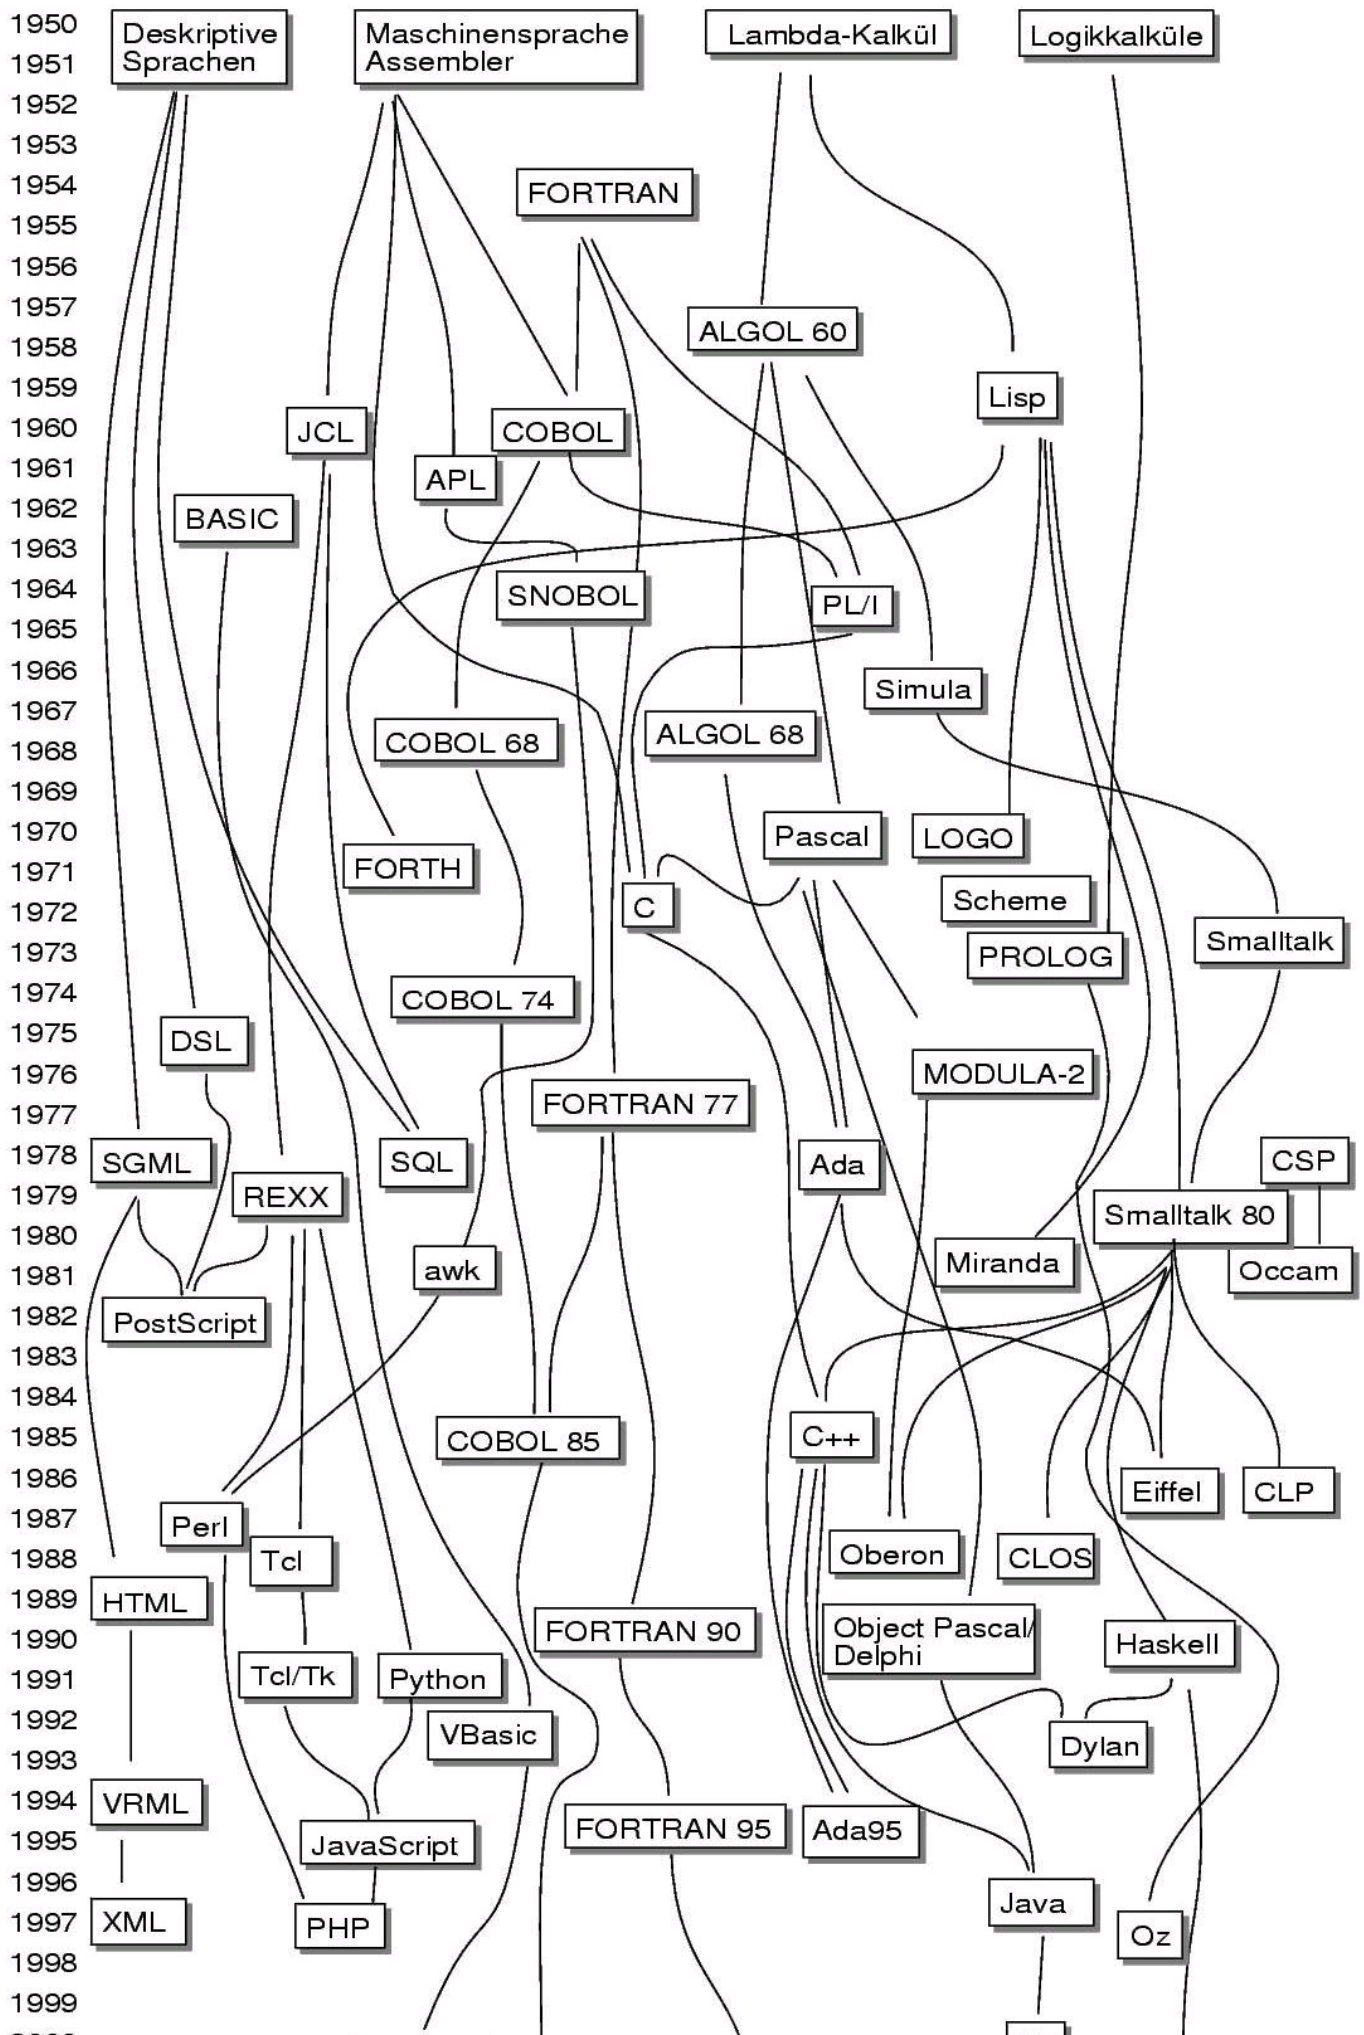 1950
Deskriptive
Sprachen
Maschinensprache
Assembler
Lambda-Kalkül
Logikkalküle
1951
1952
1953
1954
FORTRAN
1955
1956
1957
ALGOL 60
1958
1959
Lisp
1960
JCL
COBOL
1961
APL
1962
BASIC
1963
1964
SNOBOL
PL/I
1965
1966
Simula
1967
ALGOL 68
1968
COBOL 68
1969
1970
Pascal
LOGO
1971
FORTH
1972
C
Scheme
1973
PROLOG
Smalltalk
1974
COBOL 74
1975
DSL
1976
MODULA-2
1977
FORTRAN 77
1978
SGML
SQL
Ada
CSP
1979
REXX
1980
Smalltalk 80
1981
awk
Miranda
Occam
1982
PostScript
1983
1984
1985
COBOL 85
C++
1986
Eiffel
CLP
1987
Perl
1988
Tcl
Oberon
CLOS
1989
HTML
1990
FORTRAN 90
Object Pascal/
Delphi
Haskell
1991
Tcl/Tk
Python
1992
VBasic
1993
Dylan
1994
VRML
1995
JavaScript
FORTRAN 95
Ada95
1996
1997
XML
PHP
Java
Oz
1998
1999